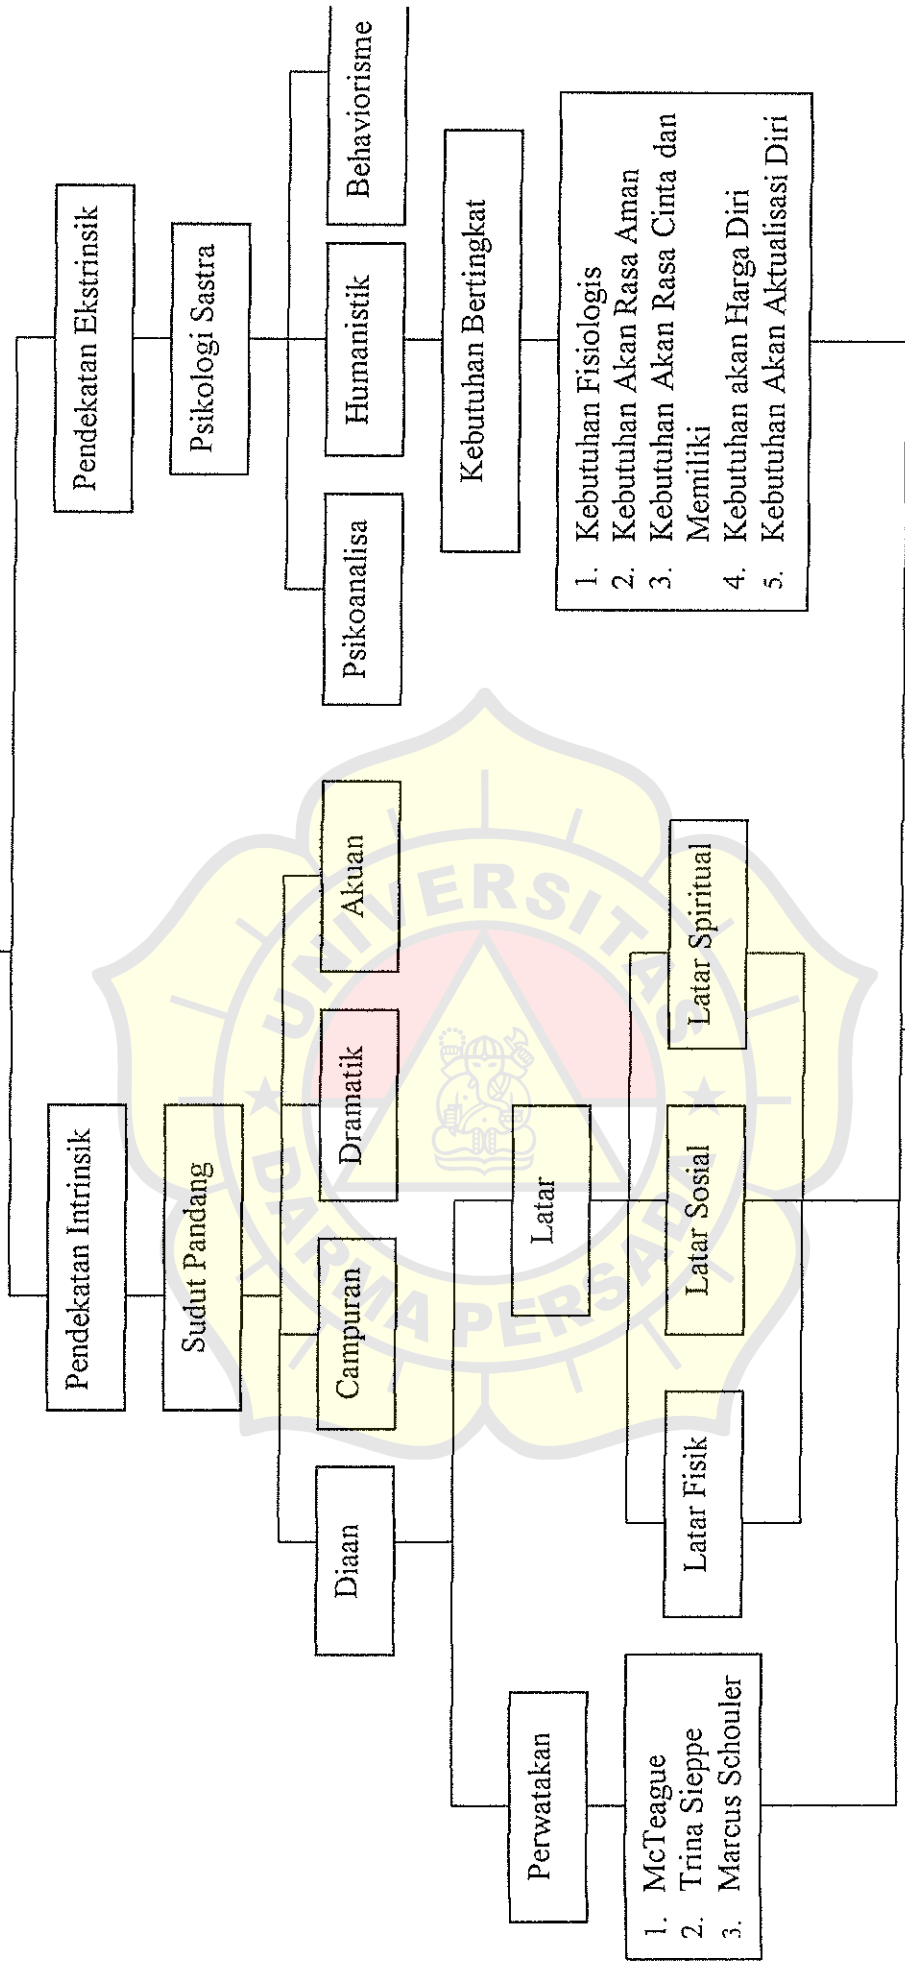 Pendekatan Intrinsik
Pendekatan Ekstrinsik
Sudut Pandang
Psikologi Sastra
Diaan
Campuran
Dramatik
Akuan
Psikoanalisa
Humanistik
Behaviorisme
Perwatakan
Latar
Kebutuhan Bertingkat
1. McTeague
2. Trina Sieppe
3. Marcus Schouler
Latar Fisik
Latar Sosial
Latar Spiritual
1. Kebutuhan Fisiologis
2. Kebutuhan Akan Rasa Aman
3. Kebutuhan Akan Rasa Cinta dan
Memiliki
4. Kebutuhan akan Harga Diri
5. Kebutuhan Akan Aktualisasi Diri
UNIVERSITAS
DARMA PERSADA